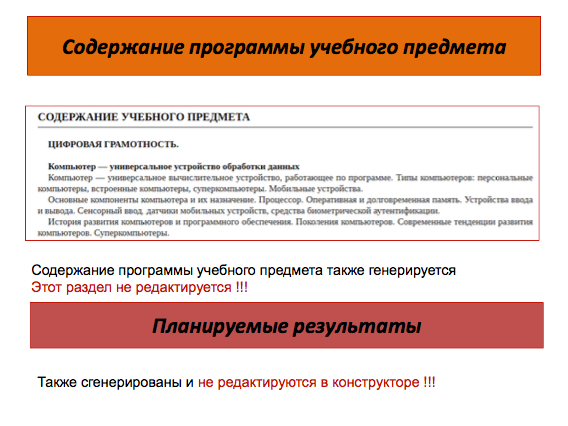 Содержание программы учебного предмета
СОДЕРЖАНИЕ УЧЕБНОГО ПРЕДМЕТА
ЦИФРОВАЯ ГРАМОТНОСТЬ.
Компьютер — универсальное устройство обработки данных
Компьютер — универсальное вычислительное устройство, работающее по программе. Типы компьютеров: персональные
компьютеры, встроенные компьютеры, суперкомпьютеры. Мобильные устройства.
Основные компоненты компьютера и их назначение. Процессор. Оперативная и долговременная память. Устройства ввода
и вывода. Сенсорный ввод, датчики мобильных устройств, средства биометрической аутентификации.
История развития компьютеров и программного обеспечения. Поколения компьютеров. Современные тенденции развития
компьютеров. Суперкомпьютеры.
Содержание программы учебного предмета также генерируется
Этот раздел не редактируется !!!
Планируемые результаты
Также сгенерированы и не редактируются в конструкторе !!!